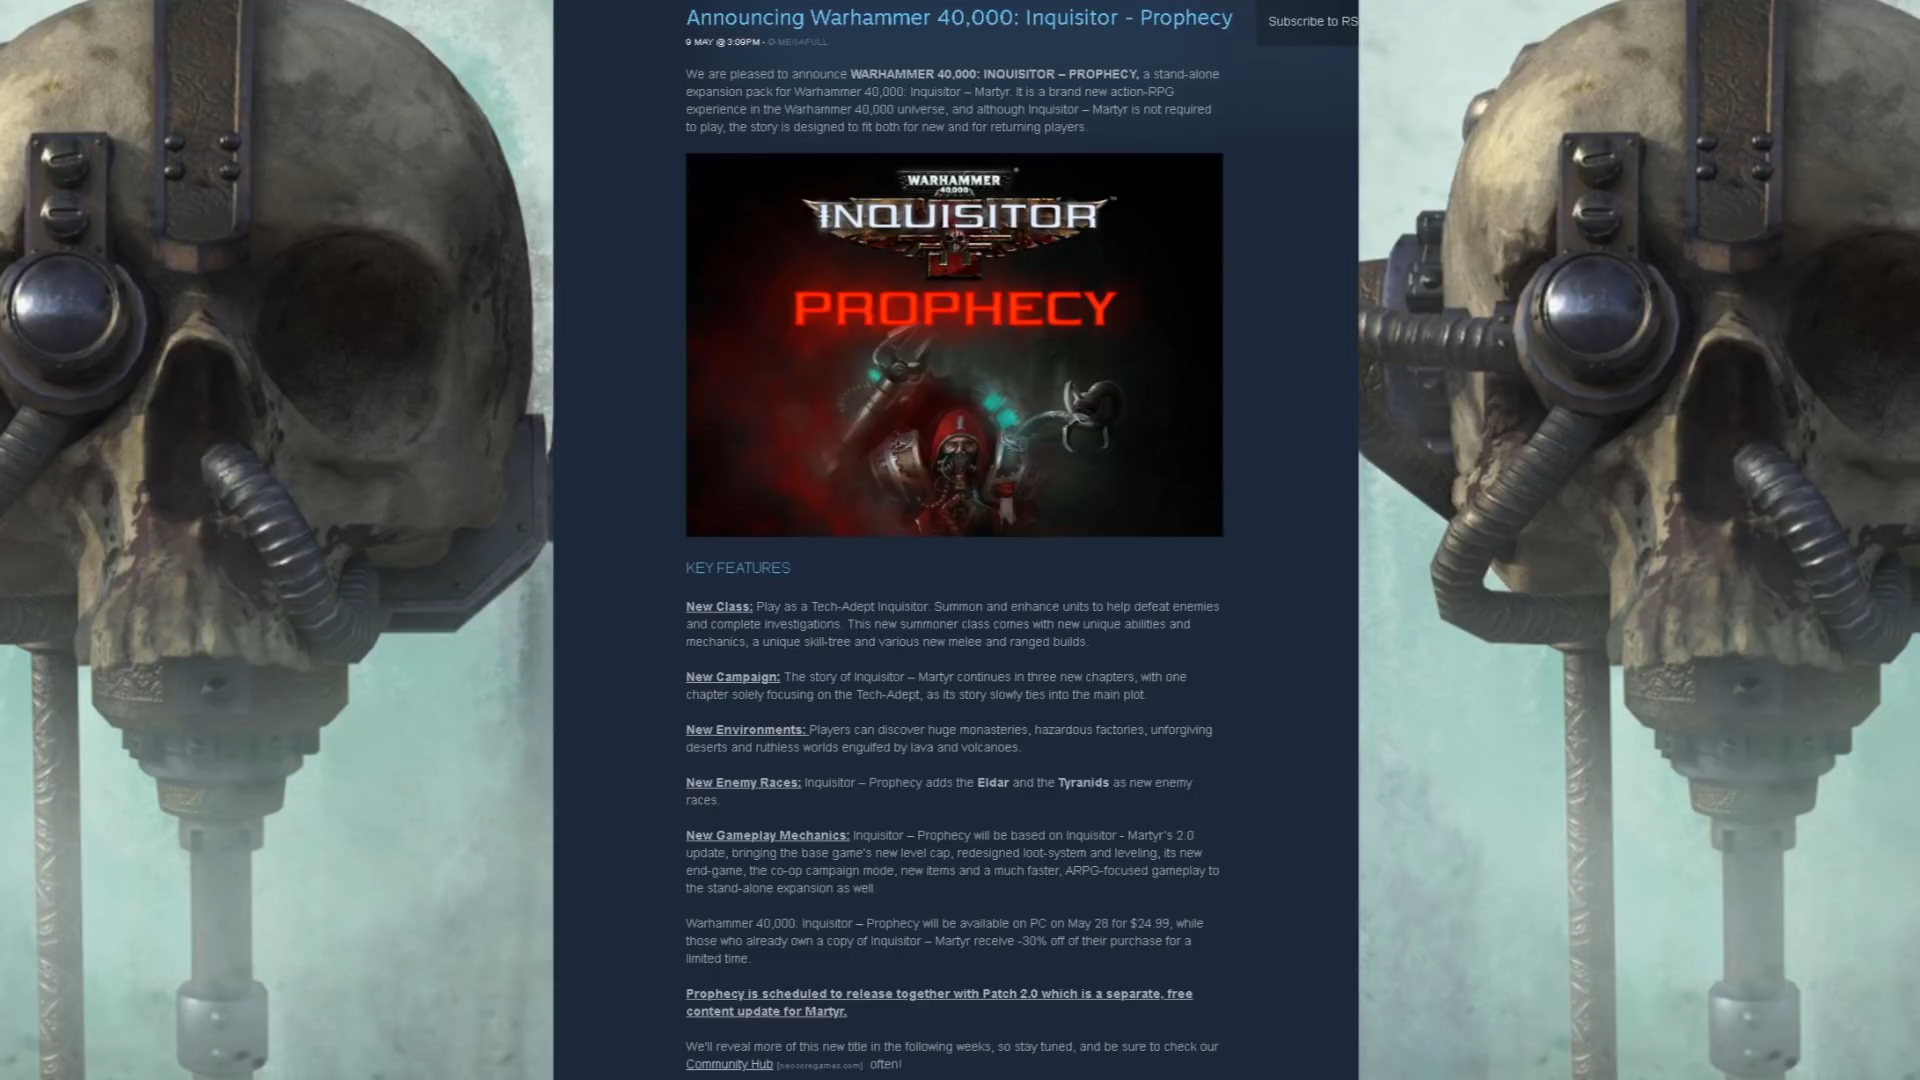 Announcing Warhammer 40,000: Inquisitor - Prophecy
Subscribe to RS
9 MAY @ 3:09PM - MEGAPULL
We are pleased to announce WARHAMMER 40,000: INQUISITOR – PROPHECY, a stand-alone
expansion pack for Warhammer 40,000: Inquisitor – Martyr. It is a brand new action-RPG
experience in the Warhammer 40,000 universe, and although Inquisitor – Martyr is not required
to play, the story is designed to fit both for new and for returning players.
WARHAMMER
40,000
INQUISITOR
PROPHECY
KEY FEATURES
New Class: Play as a Tech-Adept Inquisitor. Summon and enhance units to help defeat enemies
and complete investigations. This new summoner class comes with new unique abilities and
mechanics, a unique skill-tree and various new melee and ranged builds.
New Campaign: The story of Inquisitor – Martyr continues in three new chapters, with one
chapter solely focusing on the Tech-Adept, as its story slowly ties into the main plot.
New Environments: Players can discover huge monasteries, hazardous factories, unforgiving
deserts and ruthless worlds engulfed by lava and volcanoes.
New Enemy Races: Inquisitor – Prophecy adds the Eldar and the Tyranids as new enemy
races.
New Gameplay Mechanics: Inquisitor – Prophecy will be based on Inquisitor - Martyr's 2.0
update, bringing the base game's new level cap, redesigned loot-system and leveling, its new
end-game, the co-op campaign mode, new items and a much faster, ARPG-focused gameplay to
the stand-alone expansion as well.
Warhammer 40,000: Inquisitor – Prophecy will be available on PC on May 28 for $24.99, while
those who already own a copy of Inquisitor – Martyr receive -30% off of their purchase for a
limited time.
Prophecy is scheduled to release together with Patch 2.0 which is a separate, free
content update for Martyr.
We'll reveal more of this new title in the following weeks, so stay tuned, and be sure to check our
Community Hub [neocoregames.com] often!